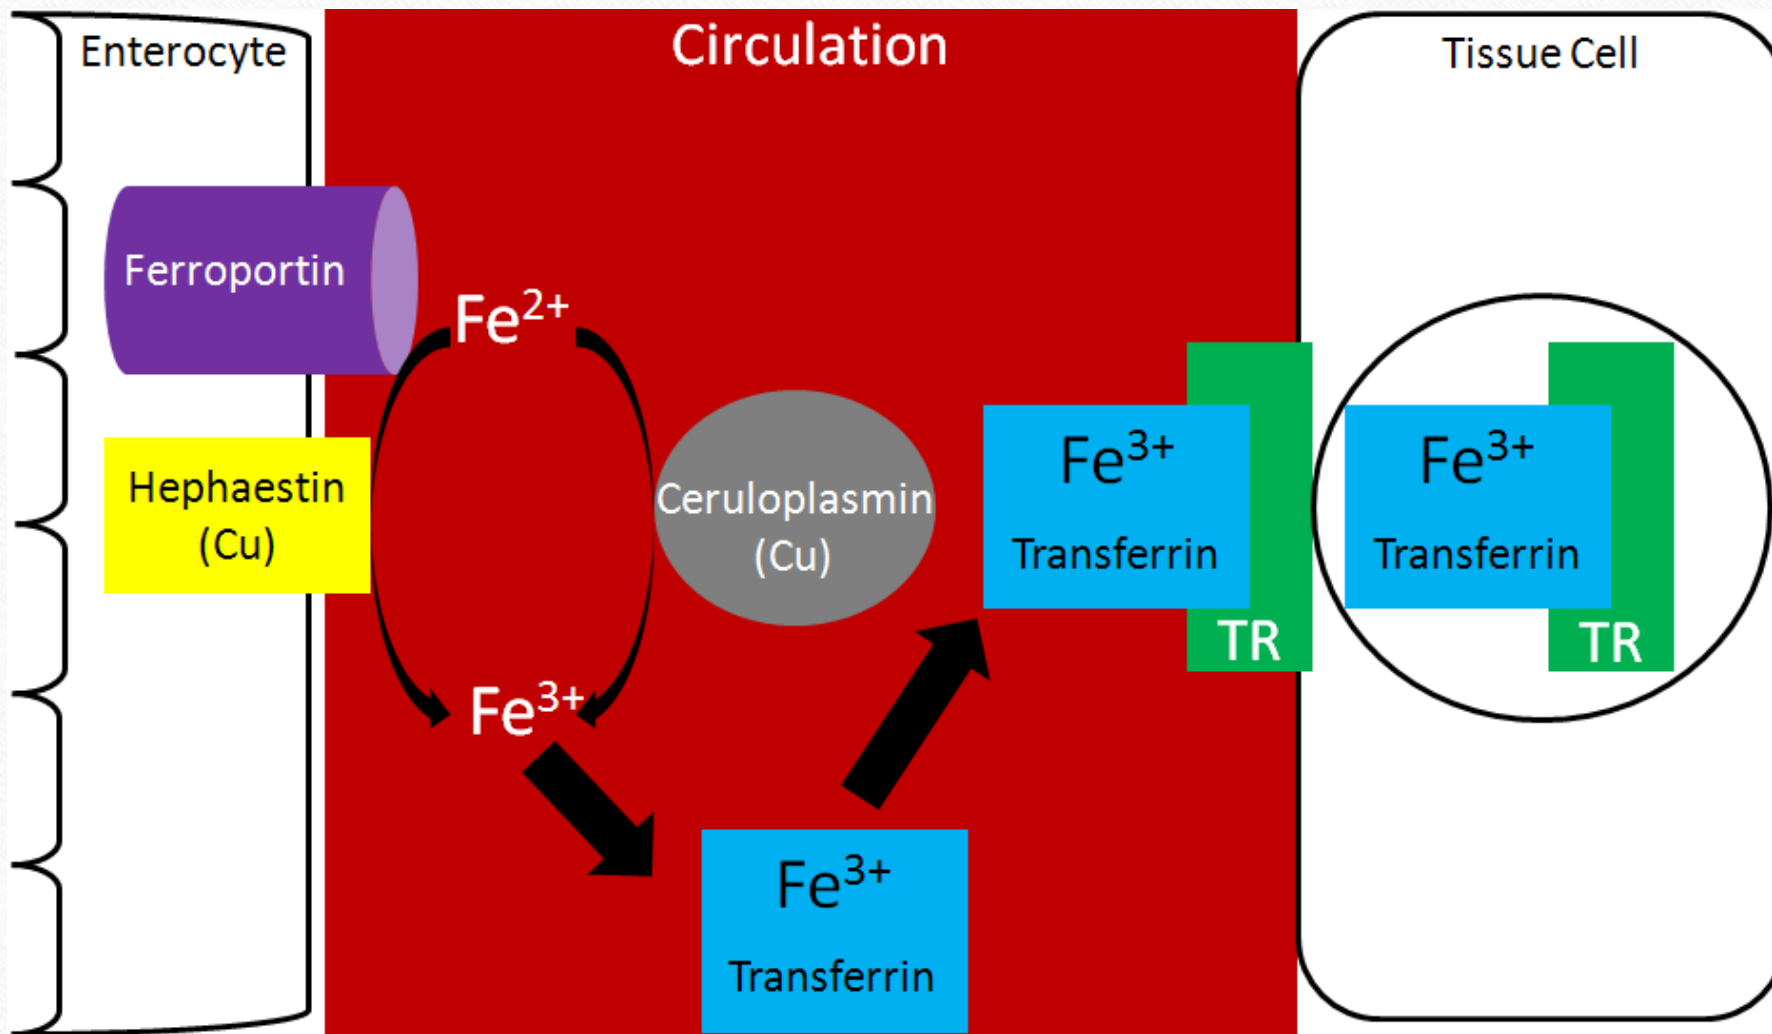 Enterocyte
Circulation
Tissue Cell
Ferroportin
Fe²⁺
Hephaestin
(Cu)
Ceruloplasmin
(Cu)
Fe³⁺
Transferrin
TR
Fe³⁺
Transferrin
TR
Fe³⁺
Fe³⁺
Transferrin